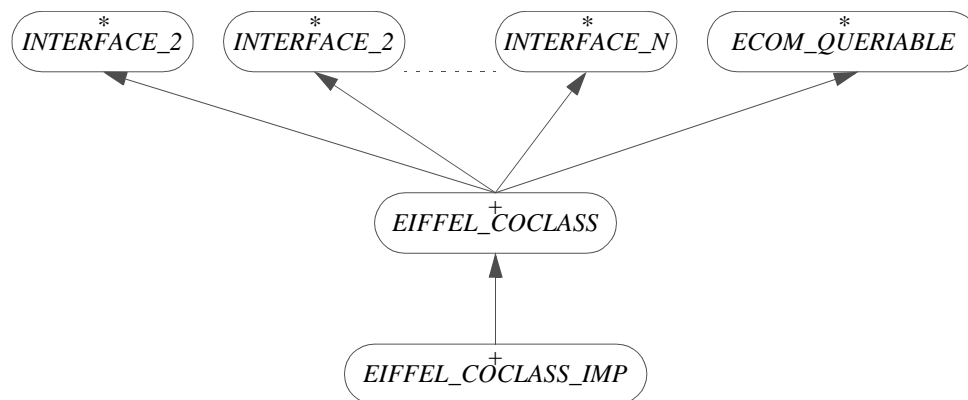 * * * *
INTERFACE_2 INTERFACE_2 INTERFACE_N ECOM_QUERIABLE
+
EIFFEL_COCLASS
+
EIFFEL_COCLASS_IMP